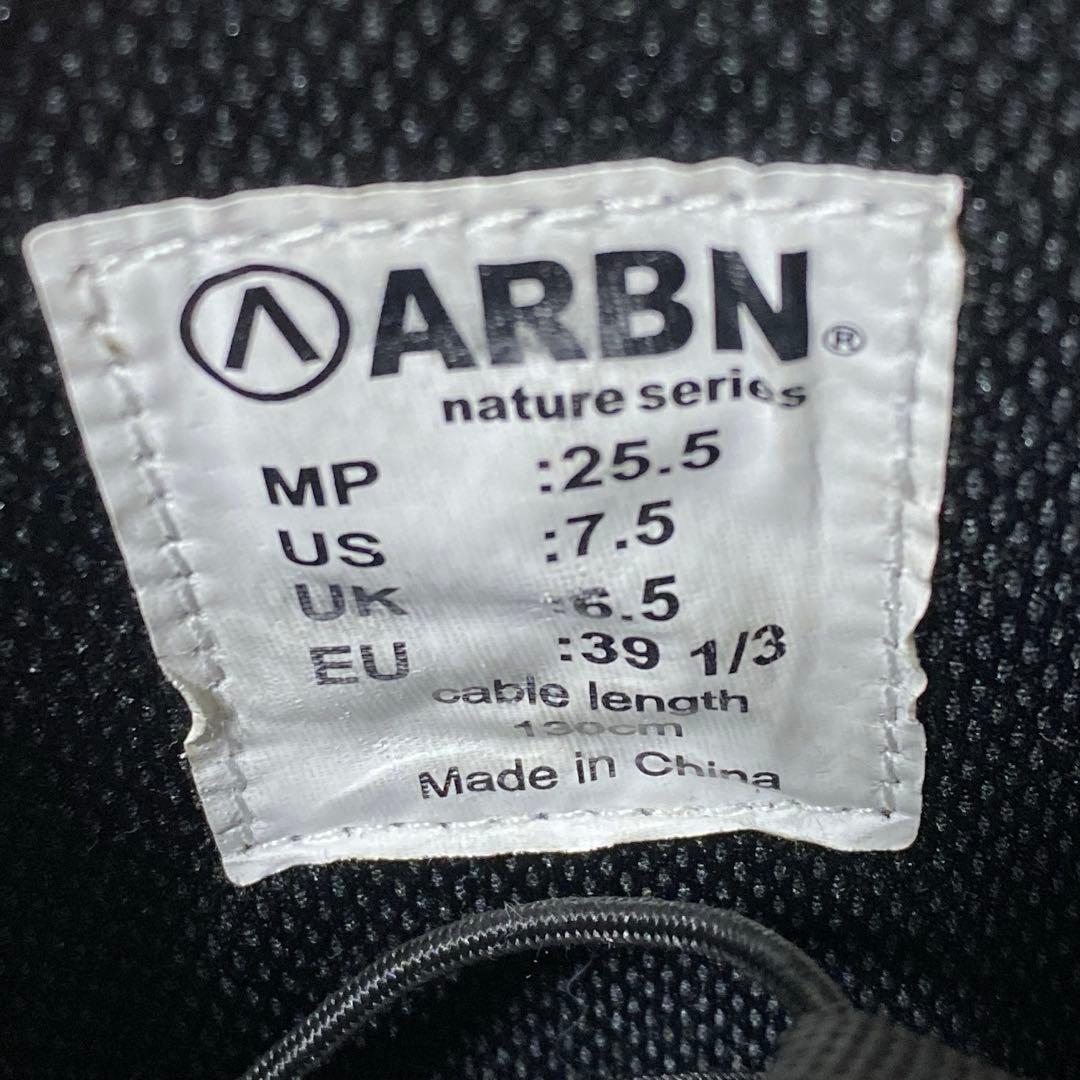 ARBN®
nature series
MP :25.5
US :7.5
UK :6.5
EU :39 1/3
cable length
130cm
Made in China